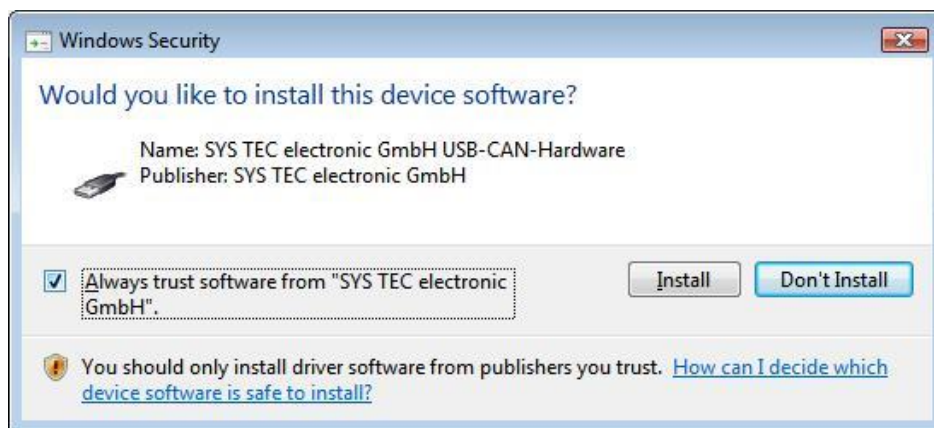 Windows Security
Would you like to install this device software?
Name: SYS TEC electronic GmbH USB-CAN-Hardware
Publisher: SYS TEC electronic GmbH
Always trust software from "SYS TEC electronic
GmbH".
Install
Don't Install
You should only install driver software from publishers you trust. How can I decide which
device software is safe to install?